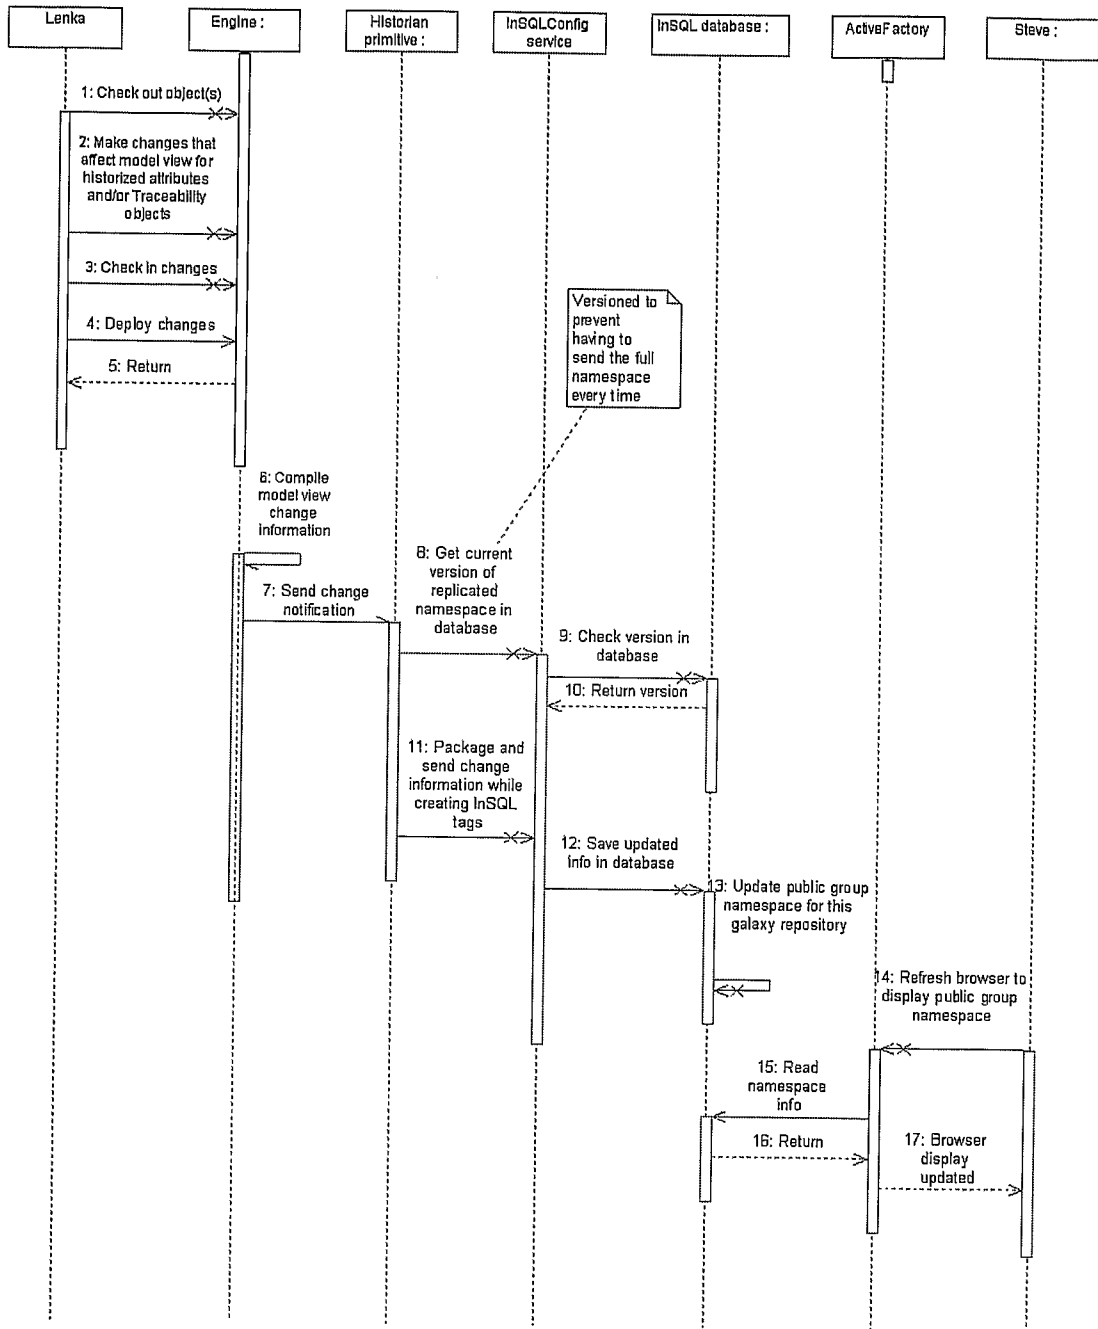 Lenka
Engine :
Historian
primitive :
InSQLConfig
service
InSQL database :
ActiveFactory
Steve :
1: Check out object(s)
2: Make changes that
affect model view for
historized attributes
and/or Traceability
objects
3: Check in changes
4: Deploy changes
5: Return
Versioned to
prevent
having to
send the full
namespace
every time
6: Compile
model view
change
information
7: Send change
notification
8: Get current
version of
replicated
namespace in
database
9: Check version in
database
10: Return version
11: Package and
send change
information while
creating InSQL
tags
12: Save updated
info in database
13: Update public group
namespace for this
galaxy repository
14: Refresh browser to
display public group
namespace
15: Read
namespace
info
16: Return
17: Browser
display
updated